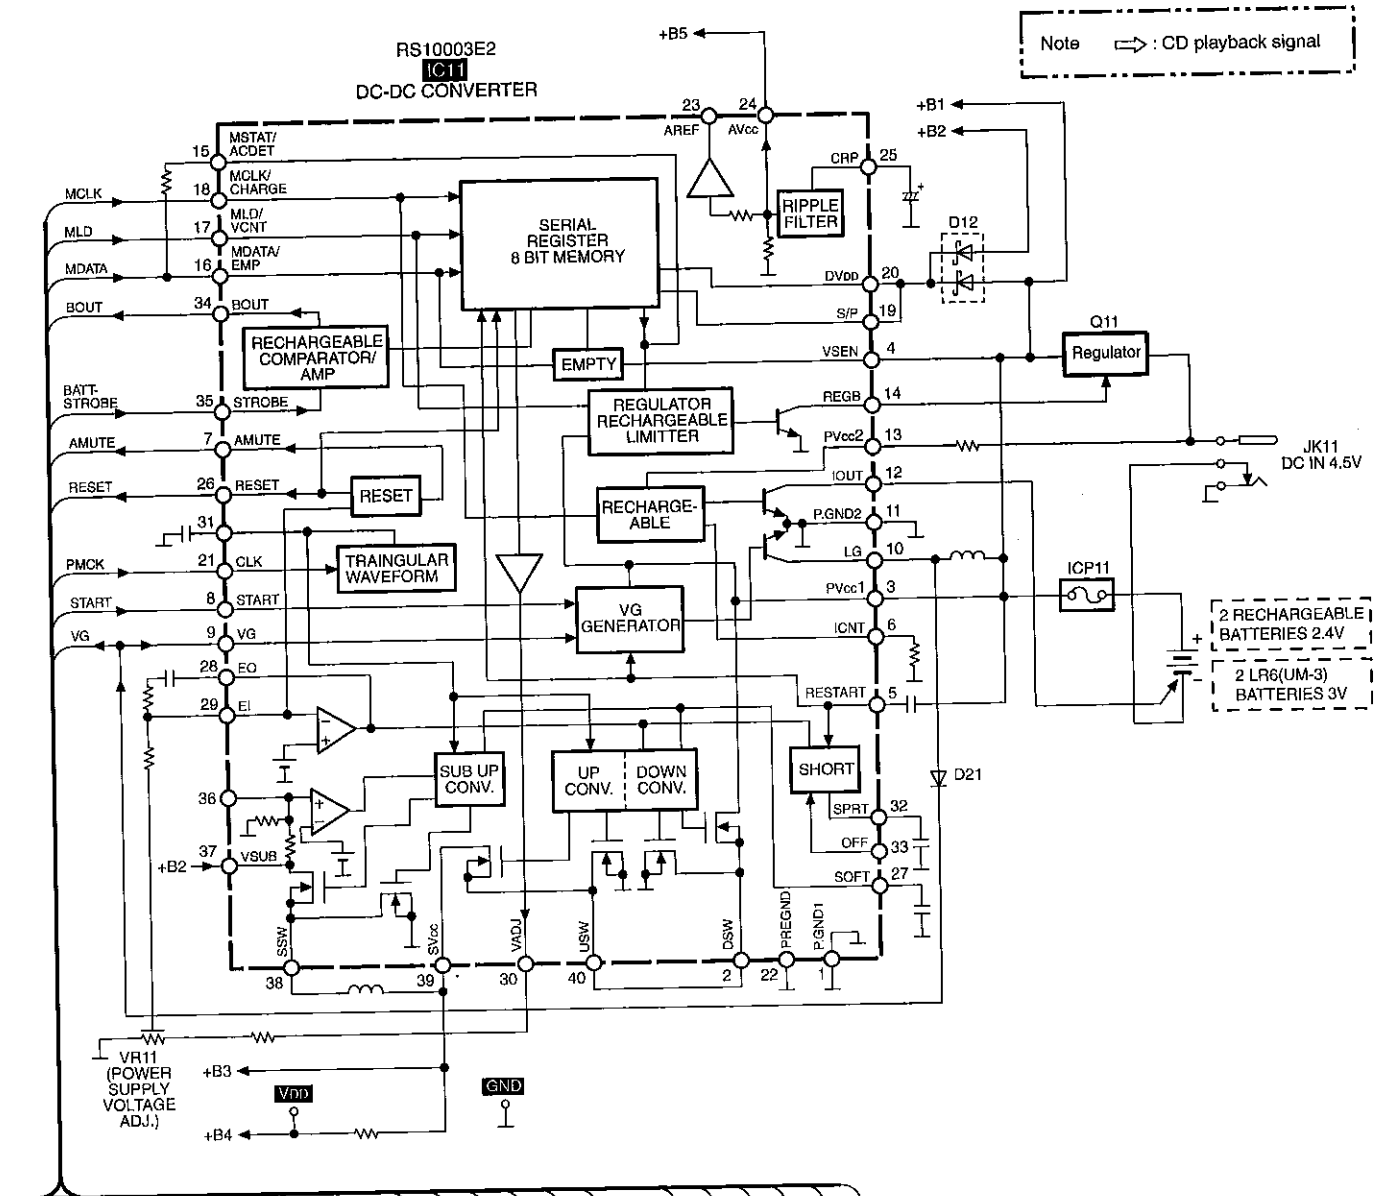 Note ⇨ : CD playback signal
RS10003E2
IC11
DC-DC CONVERTER
+B5
+B1
+B2
23
24
AREF
AVcc
15
MSTAT/
ACDET
MCLK
18
MCLK/
CHARGE
MLD
17
MLD/
VCNT
MDATA
16
MDATA/
EMP
BOUT
34
BOUT
SERIAL
REGISTER
8 BIT MEMORY
RIPPLE
FILTER
CRP
25
D12
DVDD
20
S/P
19
VSEN
4
Q11
Regulator
RECHARGEABLE
COMPARATOR/
AMP
EMPTY
BATT-
STROBE
35
STROBE
AMUTE
7
AMUTE
RESET
26
RESET
RESET
REGULATOR
RECHARGEABLE
LIMITTER
REGB
14
PVcc2
13
JK11
DC IN 4.5V
IOUT
12
RECHARGE-
ABLE
P.GND2
11
31
LG
10
PMCK
21
CLK
TRAINGULAR
WAVEFORM
ICP11
START
8
START
VG
GENERATOR
PVcc1
3
VG
9
VG
ICNT
6
2 RECHARGEABLE
BATTERIES 2.4V
+
-
2 LR6(UM-3)
BATTERIES 3V
28
EO
29
EI
RESTART
5
SUB UP
CONV.
UP
CONV.
DOWN
CONV.
SHORT
D21
36
SPRT
32
OFF
33
+B2
37
VSUB
SOFT
27
SSW
SVcc
VADJ
USW
DSW
PREGND
P.GND1
38
39
30
40
2
22
1
VR11
(POWER
SUPPLY
VOLTAGE
ADJ.)
+B3
VDD
GND
+B4